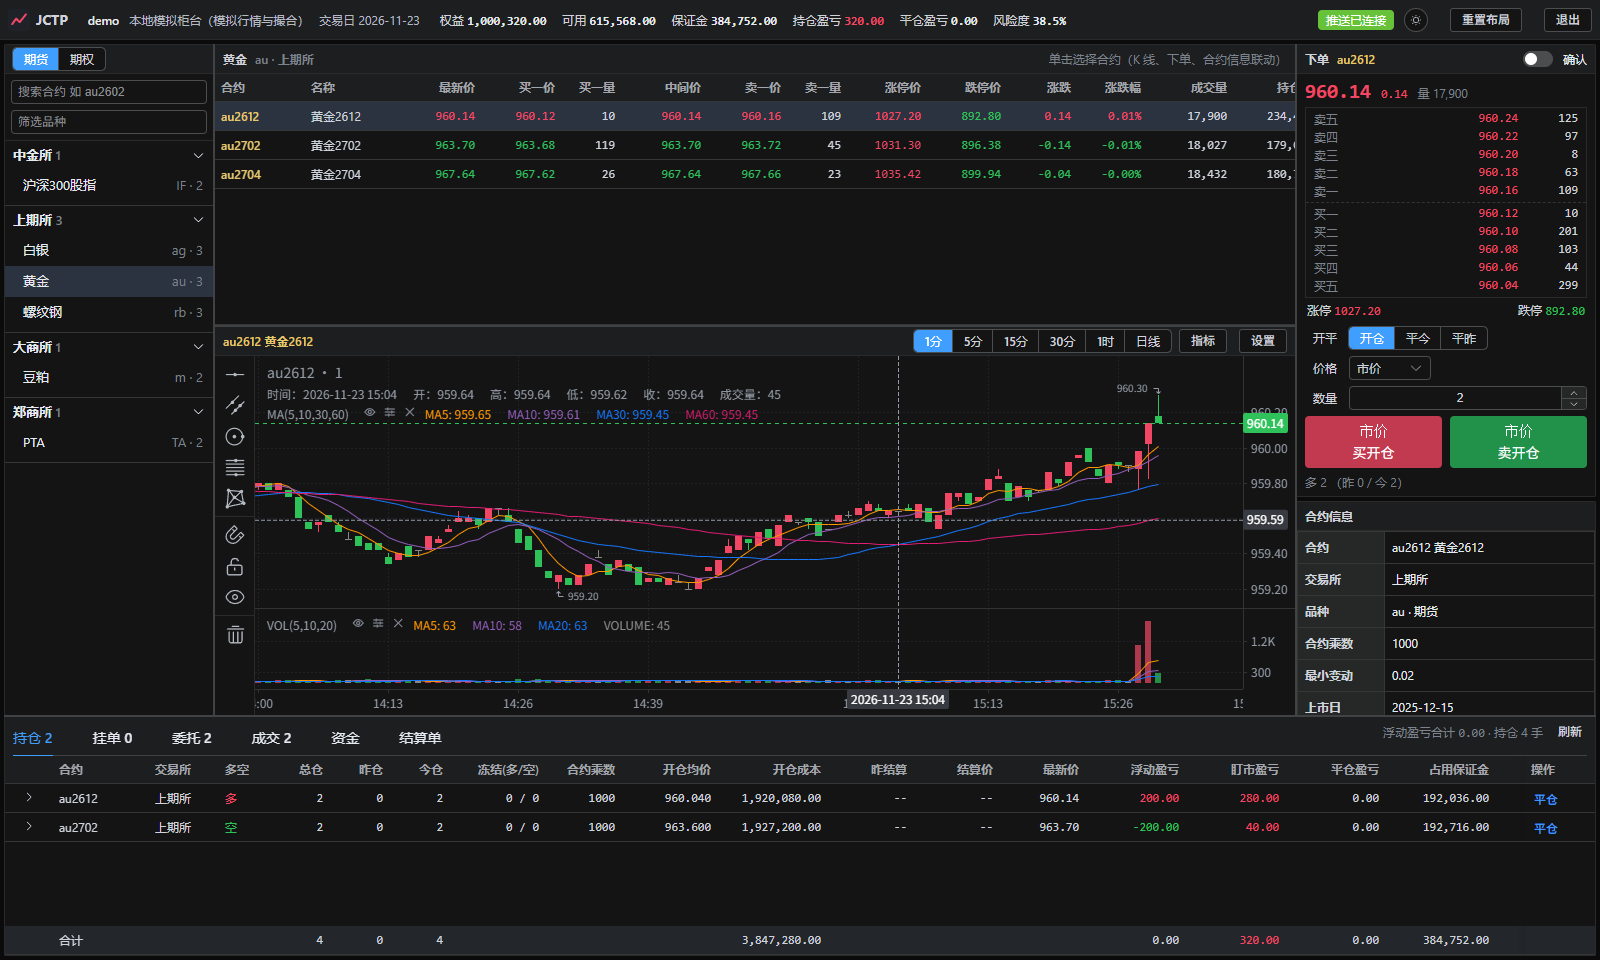 JCTP demo 本地模拟柜台（模拟行情与撮合） 交易日 2026-11-23 权益 1,000,320.00 可用 615,568.00 保证金 384,752.00 持仓盈亏 320.00 平仓盈亏 0.00 风险度 38.5% 推送已连接 重置布局 退出
期货 期权
搜索合约 如 au2602
筛选品种
中金所 1
沪深300股指 IF · 2
上期所 3
白银 ag · 3
黄金 au · 3
螺纹钢 rb · 3
大商所 1
豆粕 m · 2
郑商所 1
PTA TA · 2
黄金 au · 上期所 单击选择合约（K 线、下单、合约信息联动）
合约 名称 最新价 买一价 买一量 中间价 卖一价 卖一量 涨停价 跌停价 涨跌 涨跌幅 成交量 持仓
au2612 黄金2612 960.14 960.12 10 960.14 960.16 109 1027.20 892.80 0.14 0.01% 17,900 234,4
au2702 黄金2702 963.70 963.68 119 963.70 963.72 45 1031.30 896.38 -0.14 -0.01% 18,027 179,
au2704 黄金2704 967.64 967.62 26 967.64 967.66 23 1035.42 899.94 -0.04 -0.00% 18,432 180,
au2612 黄金2612 1分 5分 15分 30分 1时 日线 指标 设置
au2612 · 1
时间：2026-11-23 15:04 开：959.64 高：959.64 低：959.62 收：959.64 成交量：45
MA(5,10,30,60) MA5: 959.65 MA10: 959.61 MA30: 959.45 MA60: 959.45
960.30
960.20
960.14
960.00
959.80
959.59
959.40
959.20
959.20
VOL(5,10,20) MA5: 63 MA10: 58 MA20: 63 VOLUME: 45
1.2K
300
:00 14:13 14:26 14:39 2026-11-23 15:04 15:13 15:26
下单 au2612 确认
960.14 0.14 量 17,900
卖五 960.24 125
卖四 960.22 97
卖三 960.20 8
卖二 960.18 63
卖一 960.16 109
买一 960.12 10
买二 960.10 201
买三 960.08 103
买四 960.06 44
买五 960.04 299
涨停 1027.20 跌停 892.80
开平 开仓 平今 平昨
价格 市价
数量 2
市价 买开仓
市价 卖开仓
多 2 （昨 0 / 今 2）
合约信息
合约 au2612 黄金2612
交易所 上期所
品种 au · 期货
合约乘数 1000
最小变动 0.02
上市日 2025-12-15
持仓 2 挂单 0 委托 2 成交 2 资金 结算单 浮动盈亏合计 0.00 · 持仓 4 手 刷新
合约 交易所 多空 总仓 昨仓 今仓 冻结(多/空) 合约乘数 开仓均价 开仓成本 昨结算 结算价 最新价 浮动盈亏 盯市盈亏 平仓盈亏 占用保证金 操作
au2612 上期所 多 2 0 2 0 / 0 1000 960.040 1,920,080.00 -- -- 960.14 200.00 280.00 0.00 192,036.00 平仓
au2702 上期所 空 2 0 2 0 / 0 1000 963.600 1,927,200.00 -- -- 963.70 -200.00 40.00 0.00 192,716.00 平仓
合计 4 0 4 3,847,280.00 0.00 320.00 0.00 384,752.00